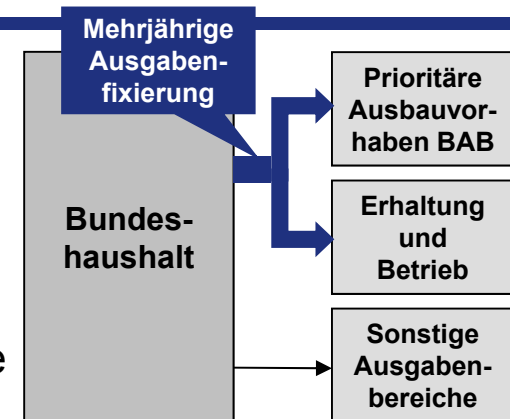 Mehrjährige
Ausgaben-
fixierung
Bundes-
haushalt
Prioritäre
Ausbauvor-
haben BAB
Erhaltung
und
Betrieb
Sonstige
Ausgaben-
bereiche
e